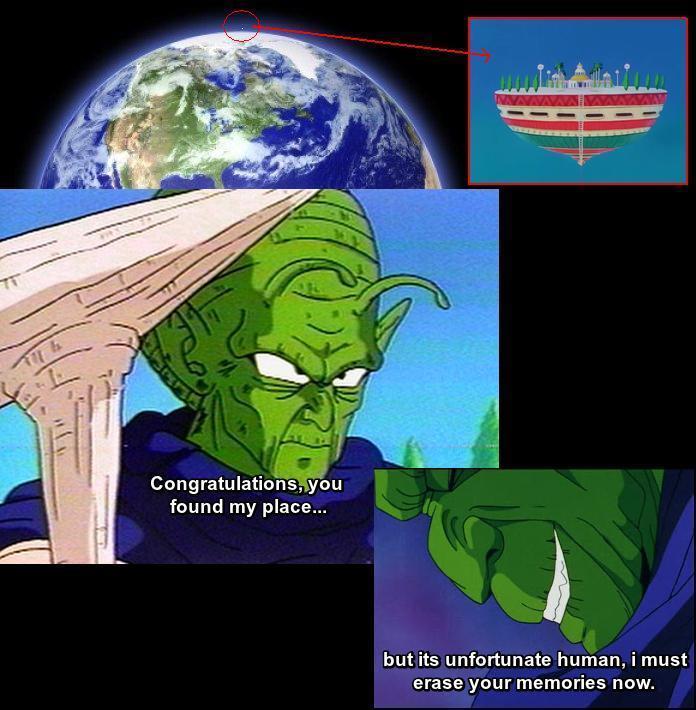 Congratulations, you
found my place...
but its unfortunate human, i must
erase your memories now.